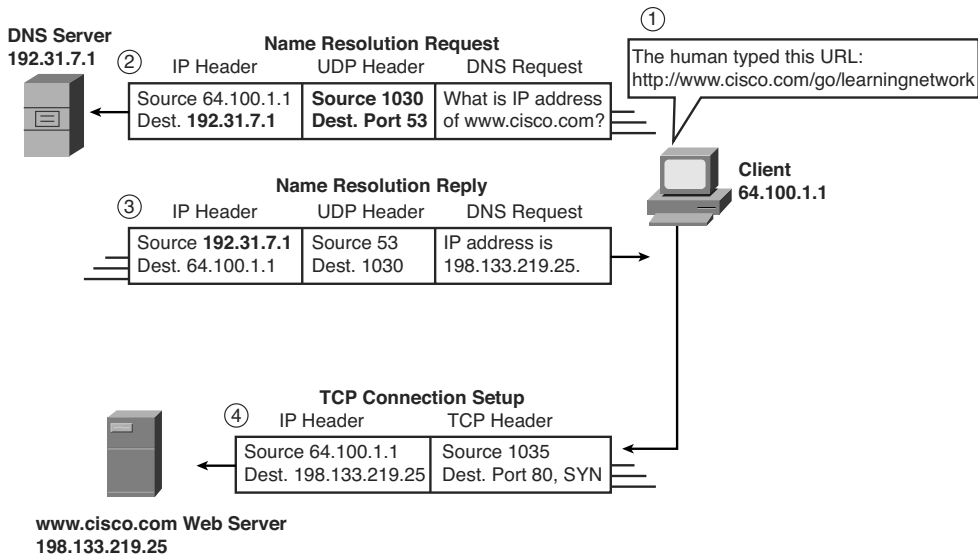 ①
The human typed this URL:
http://www.cisco.com/go/learningnetwork
DNS Server
192.31.7.1
Name Resolution Request
②
IP Header UDP Header DNS Request
Source 64.100.1.1 Source 1030 What is IP address
Dest. 192.31.7.1 Dest. Port 53 of www.cisco.com?
Client
64.100.1.1
Name Resolution Reply
③
IP Header UDP Header DNS Request
Source 192.31.7.1 Source 53 IP address is
Dest. 64.100.1.1 Dest. 1030 198.133.219.25.
TCP Connection Setup
④
IP Header TCP Header
Source 64.100.1.1 Source 1035
Dest. 198.133.219.25 Dest. Port 80, SYN
www.cisco.com Web Server
198.133.219.25